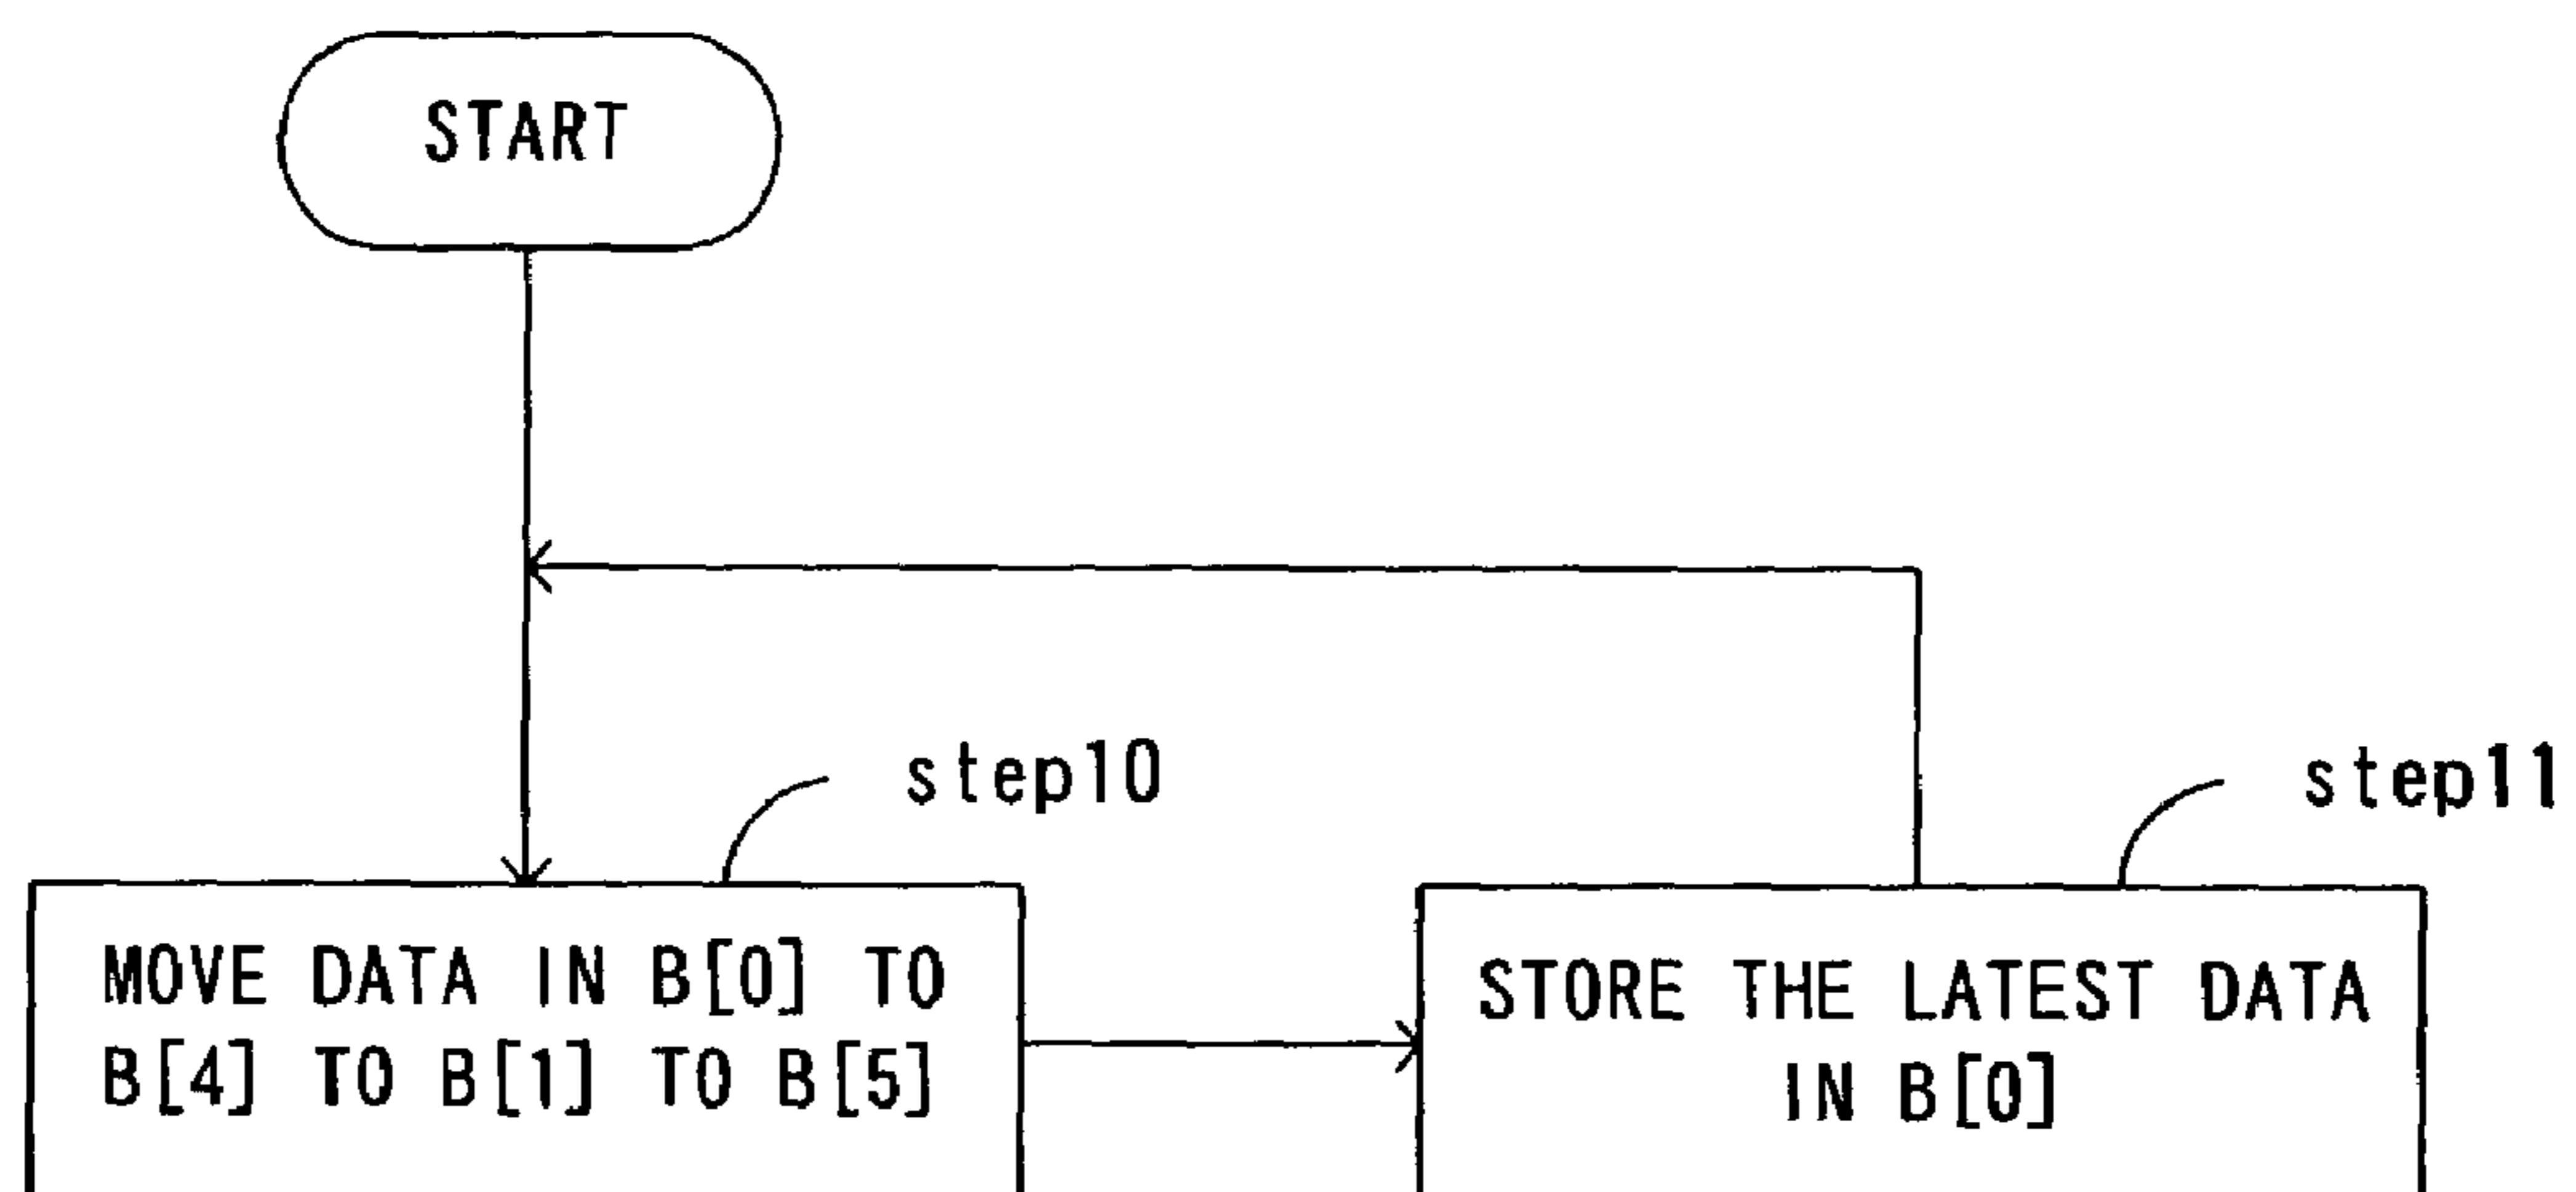 START
step10
step11
MOVE DATA IN B[0] TO
B[4] TO B[1] TO B[5]
STORE THE LATEST DATA
IN B[0]